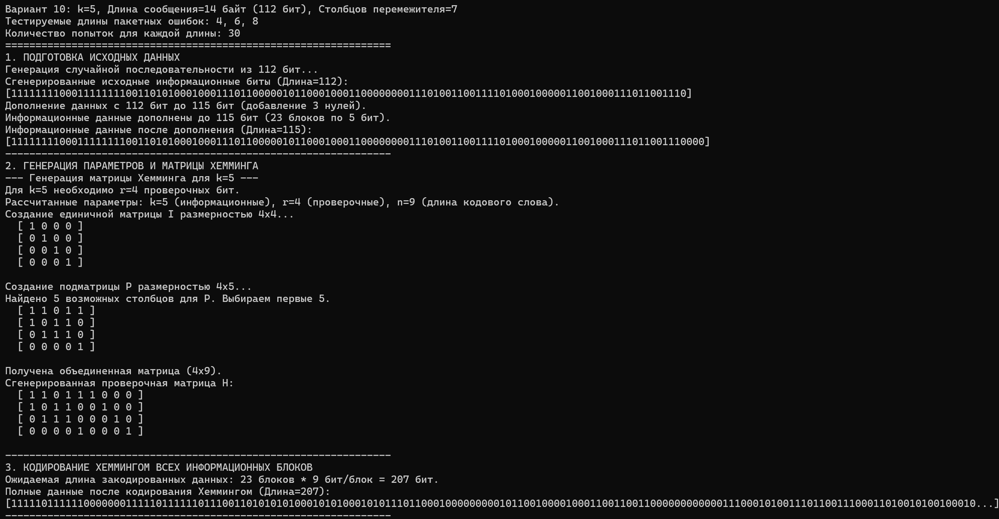 Вариант 10: k=5, Длина сообщения=14 байт (112 бит), Столбцов перемежителя=7
Тестируемые длины пакетных ошибок: 4, 6, 8
Количество попыток для каждой длины: 30
================================================================
1. ПОДГОТОВКА ИСХОДНЫХ ДАННЫХ
Генерация случайной последовательности из 112 бит...
Сгенерированные исходные информационные биты (Длина=112):
[1111111110001111111110011010100010001110110000010110001000110000000011101001100111101000100000110010001110110011​10]
Дополнение данных с 112 бит до 115 бит (добавление 3 нулей).
Информационные данные дополнены до 115 бит (23 блоков по 5 бит).
Информационные данные после дополнения (Длина=115):
[1111111110001111111110011010100010001110110000010110001000110000000011101001100111101000100000110010001110110011​10000]
----------------------------------------------------------------
2. ГЕНЕРАЦИЯ ПАРАМЕТРОВ И МАТРИЦЫ ХЕММИНГА
--- Генерация матрицы Хемминга для k=5 ---
Для k=5 необходимо r=4 проверочных бит.
Рассчитанные параметры: k=5 (информационные), r=4 (проверочные), n=9 (длина кодового слова).
Создание единичной матрицы I размерностью 4x4...
[ 1 0 0 0 ]
[ 0 1 0 0 ]
[ 0 0 1 0 ]
[ 0 0 0 1 ]
Создание подматрицы P размерностью 4x5...
Найдено 5 возможных столбцов для P. Выбираем первые 5.
[ 1 1 0 1 1 ]
[ 1 0 1 1 0 ]
[ 0 1 1 1 0 ]
[ 0 0 0 0 1 ]
Получена объединенная матрица (4x9).
Сгенерированная проверочная матрица H:
[ 1 1 0 1 1 1 0 0 0 ]
[ 1 0 1 1 0 0 1 0 0 ]
[ 0 1 1 1 0 0 0 1 0 ]
[ 0 0 0 0 1 0 0 0 1 ]
----------------------------------------------------------------
3. КОДИРОВАНИЕ ХЕММИНГОМ ВСЕХ ИНФОРМАЦИОННЫХ БЛОКОВ
Ожидаемая длина закодированных данных: 23 блоков * 9 бит/блок = 207 бит.
Полные данные после кодирования Хеммингом (Длина=207):
----------------------------------------------------------------